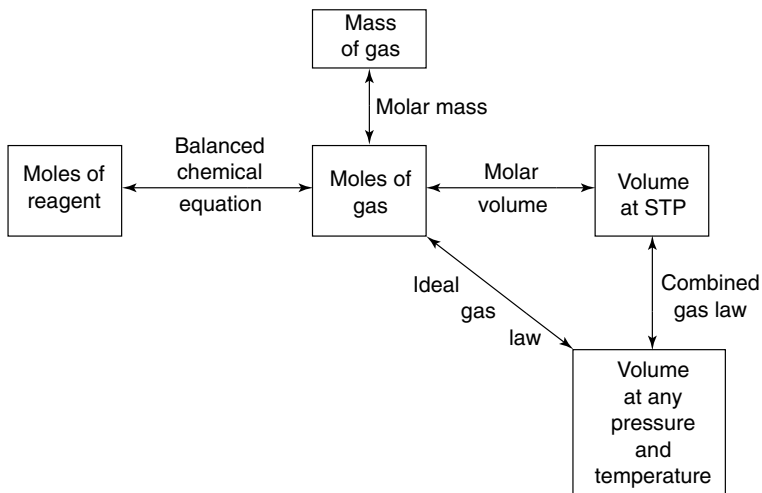 Mass
of gas
Molar mass
Balanced
chemical
equation
Moles of
reagent
Moles of
gas
Molar
volume
Volume
at STP
Ideal
gas
law
Combined
gas law
Volume
at any
pressure
and
temperature